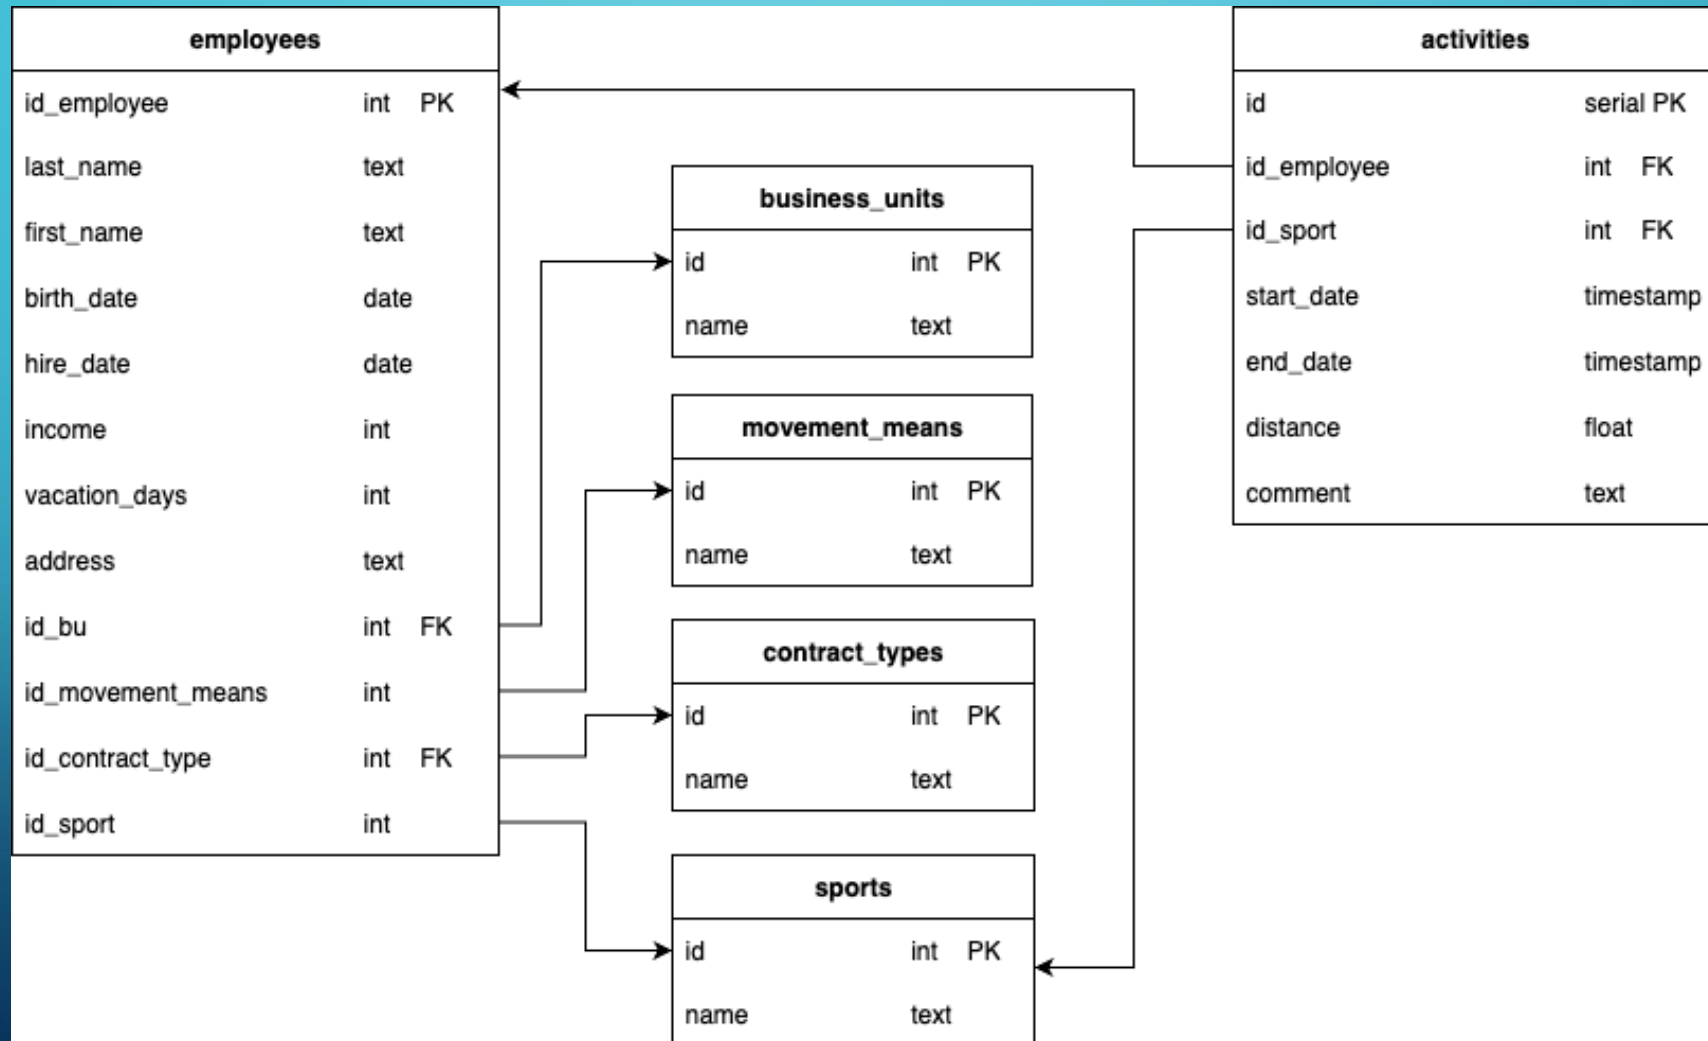 employees
id_employee int PK
last_name text
first_name text
birth_date date
hire_date date
income int
vacation_days int
address text
id_bu int FK
id_movement_means int
id_contract_type int FK
id_sport int
business_units
id int PK
name text
movement_means
id int PK
name text
contract_types
id int PK
name text
sports
id int PK
name text
activities
id serial PK
id_employee int FK
id_sport int FK
start_date timestamp
end_date timestamp
distance float
comment text